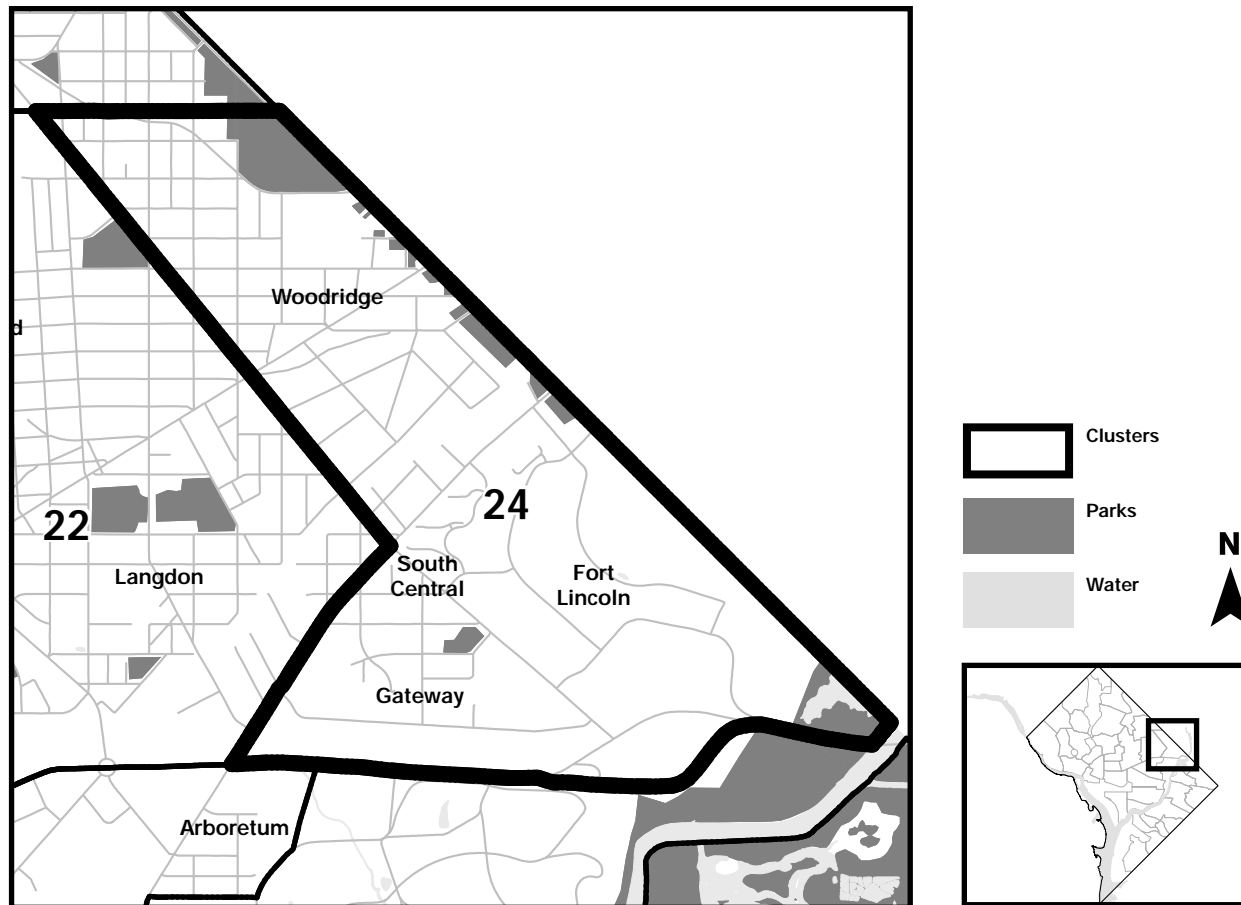 Woodridge
d
24
22
South
Central
Fort
Lincoln
Langdon
Gateway
Arboretum
Clusters
Parks
Water
N